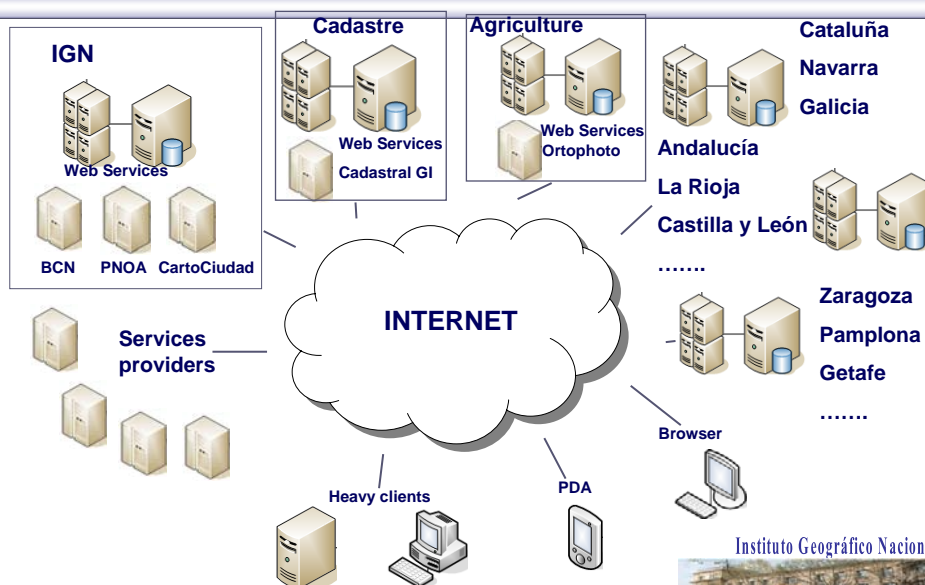 IGN
Web Services
BCN
PNOA
CartoCiudad
Cadastre
Web Services
Cadastral GI
Agriculture
Web Services
Ortophoto
Cataluña
Navarra
Galicia
Andalucía
La Rioja
Castilla y León
…….
Zaragoza
Pamplona
Getafe
…….
INTERNET
Services
providers
Heavy clients
PDA
Browser
Instituto Geográfico Nacion